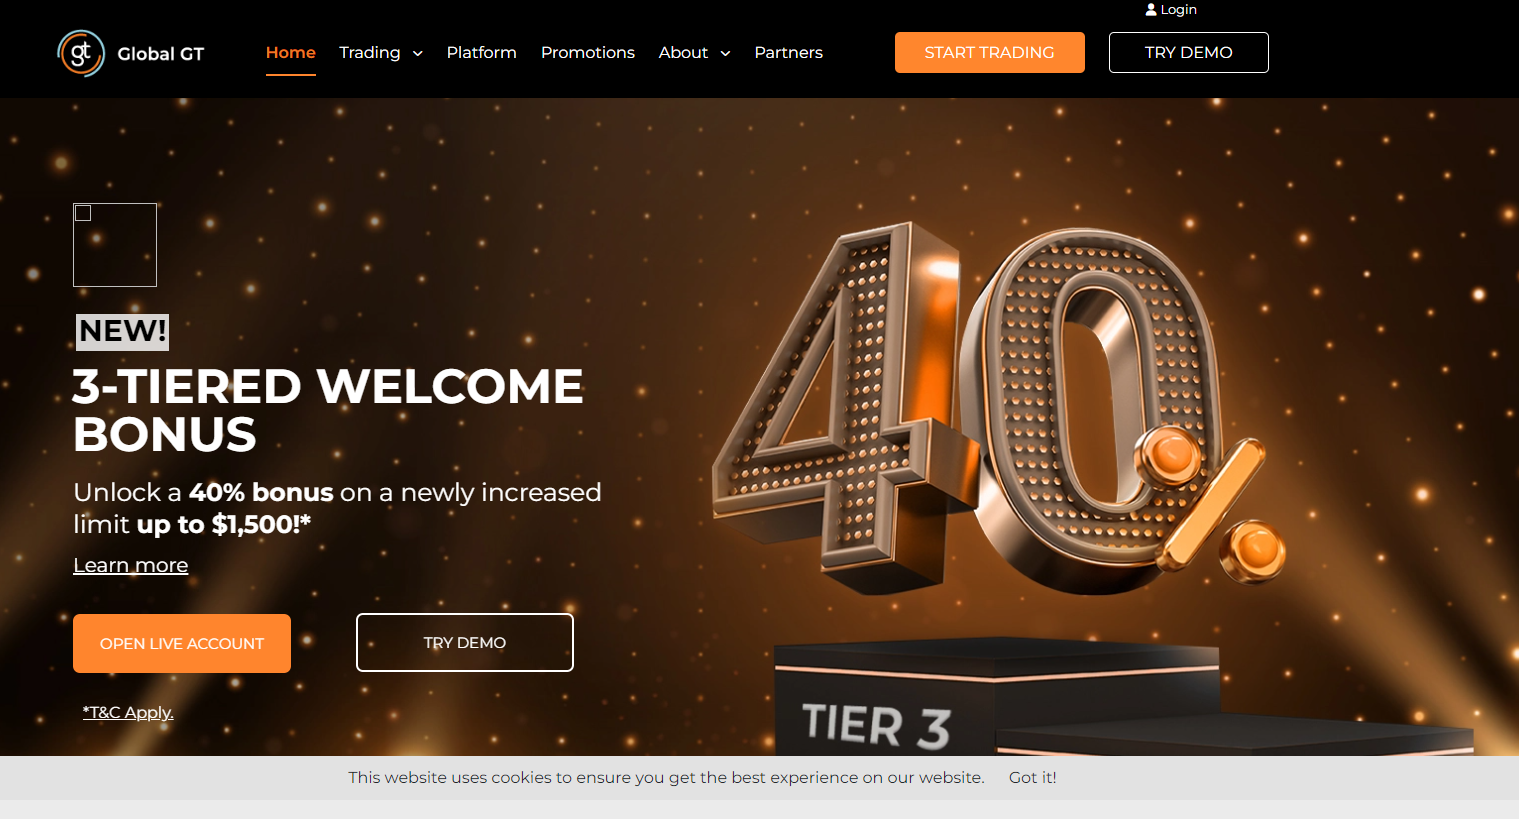 Login
gt Global GT
Home Trading Platform Promotions About Partners START TRADING TRY DEMO
NEW!
3-TIERED WELCOME
BONUS
Unlock a 40% bonus on a newly increased
limit up to $1,500!*
Learn more
OPEN LIVE ACCOUNT TRY DEMO
*T&C Apply.
40%
TIER 3
This website uses cookies to ensure you get the best experience on our website. Got it!